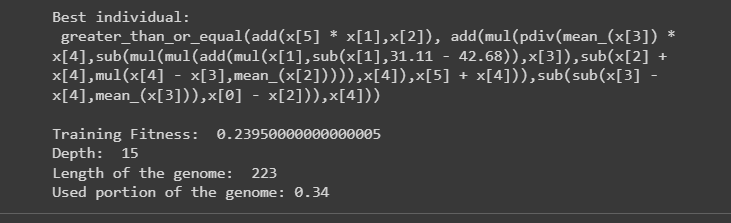 Best individual:
greater_than_or_equal(add(x[5] * x[1],x[2]), add(mul(pdiv(mean_(x[3]) *
x[4],sub(mul(mul(add(mul(x[1],sub(x[1],31.11 - 42.68)),x[3]),sub(x[2] +
x[4],mul(x[4] - x[3],mean_(x[2])))),x[4]),x[5] + x[4])),sub(sub(x[3] -
x[4],mean_(x[3])),x[0] - x[2])),x[4]))
Training Fitness:  0.23950000000000005
Depth:  15
Length of the genome:  223
Used portion of the genome: 0.34